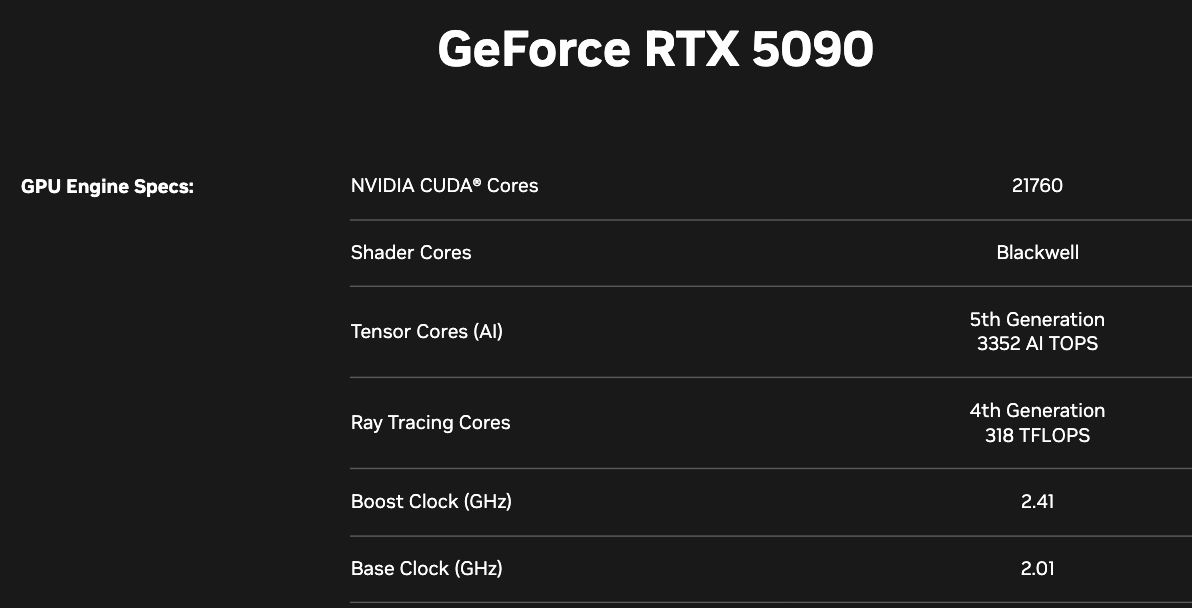 GeForce RTX 5090
GPU Engine Specs:
NVIDIA CUDA® Cores
21760
Shader Cores
Blackwell
Tensor Cores (AI)
5th Generation
3352 AI TOPS
Ray Tracing Cores
4th Generation
318 TFLOPS
Boost Clock (GHz)
2.41
Base Clock (GHz)
2.01